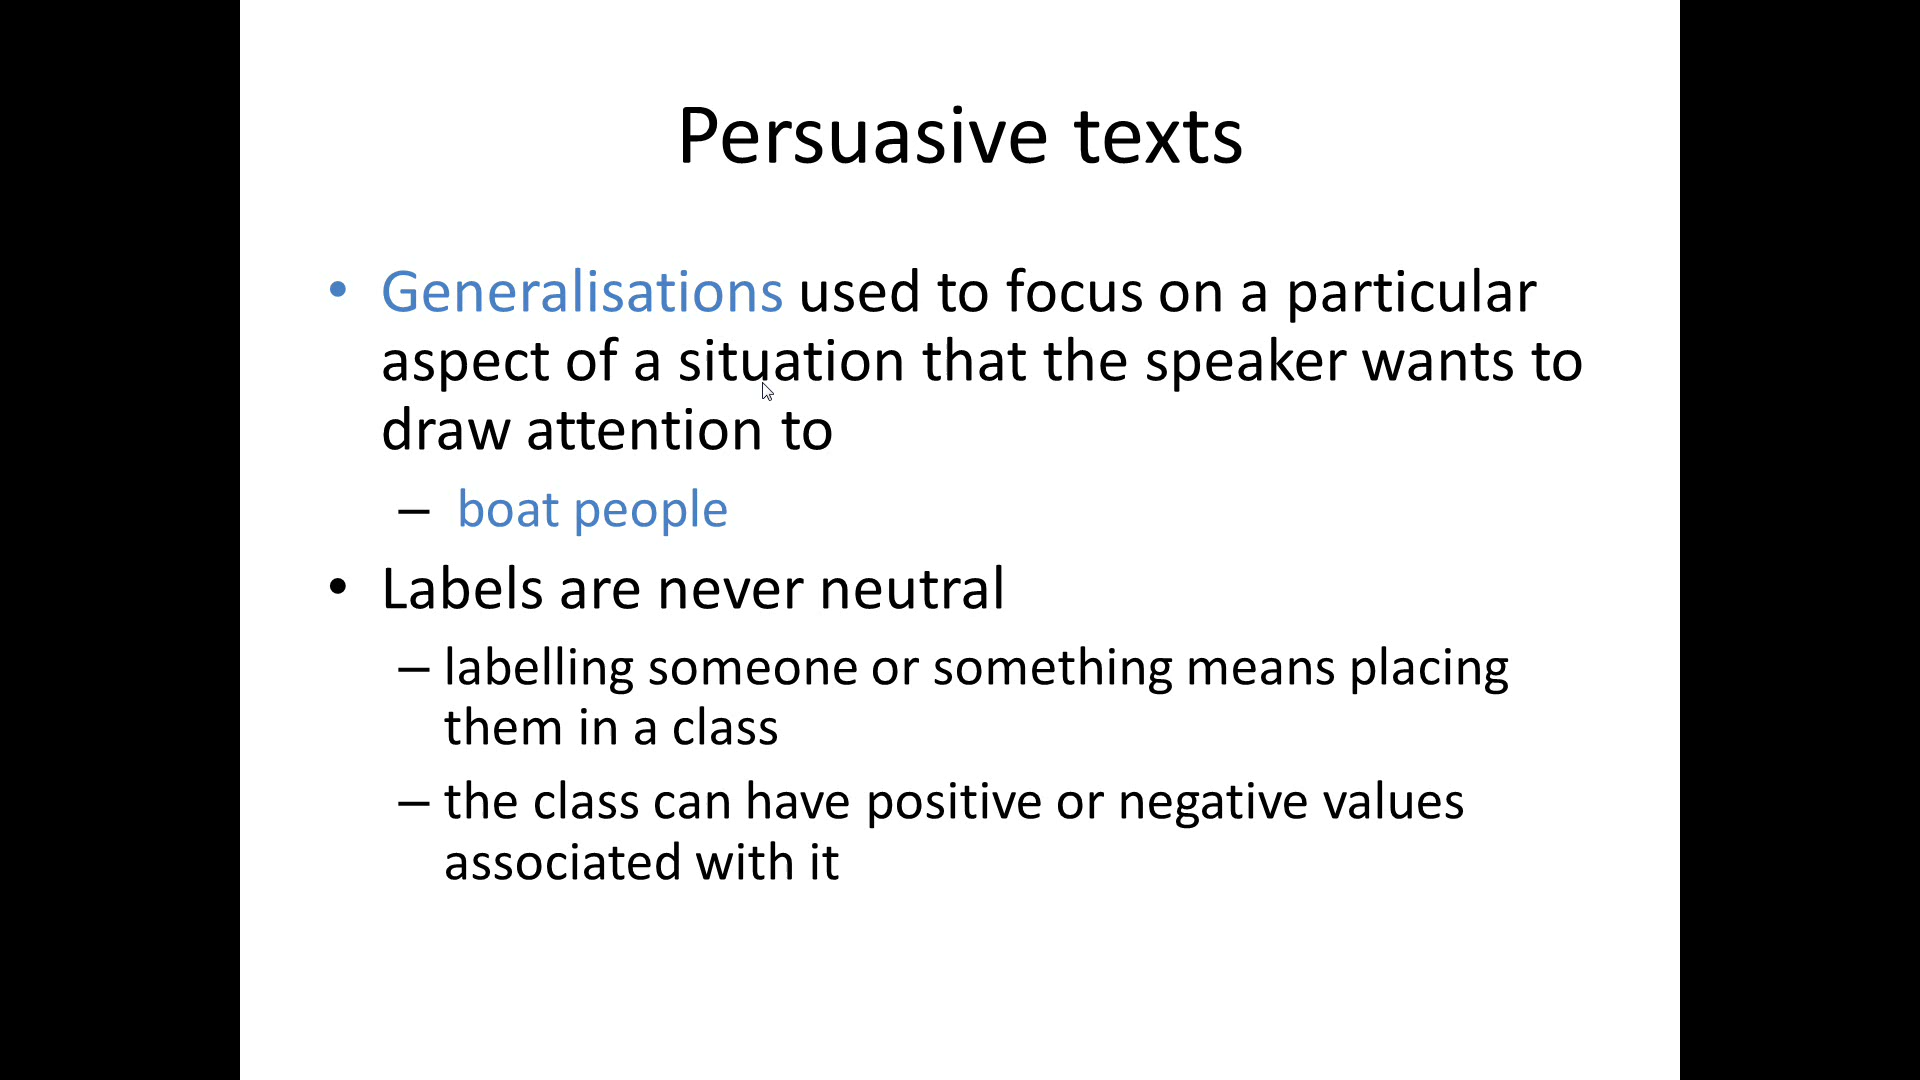 Persuasive texts
• Generalisations used to focus on a particular
aspect of a situation that the speaker wants to
draw attention to
– boat people
• Labels are never neutral
– labelling someone or something means placing
them in a class
– the class can have positive or negative values
associated with it